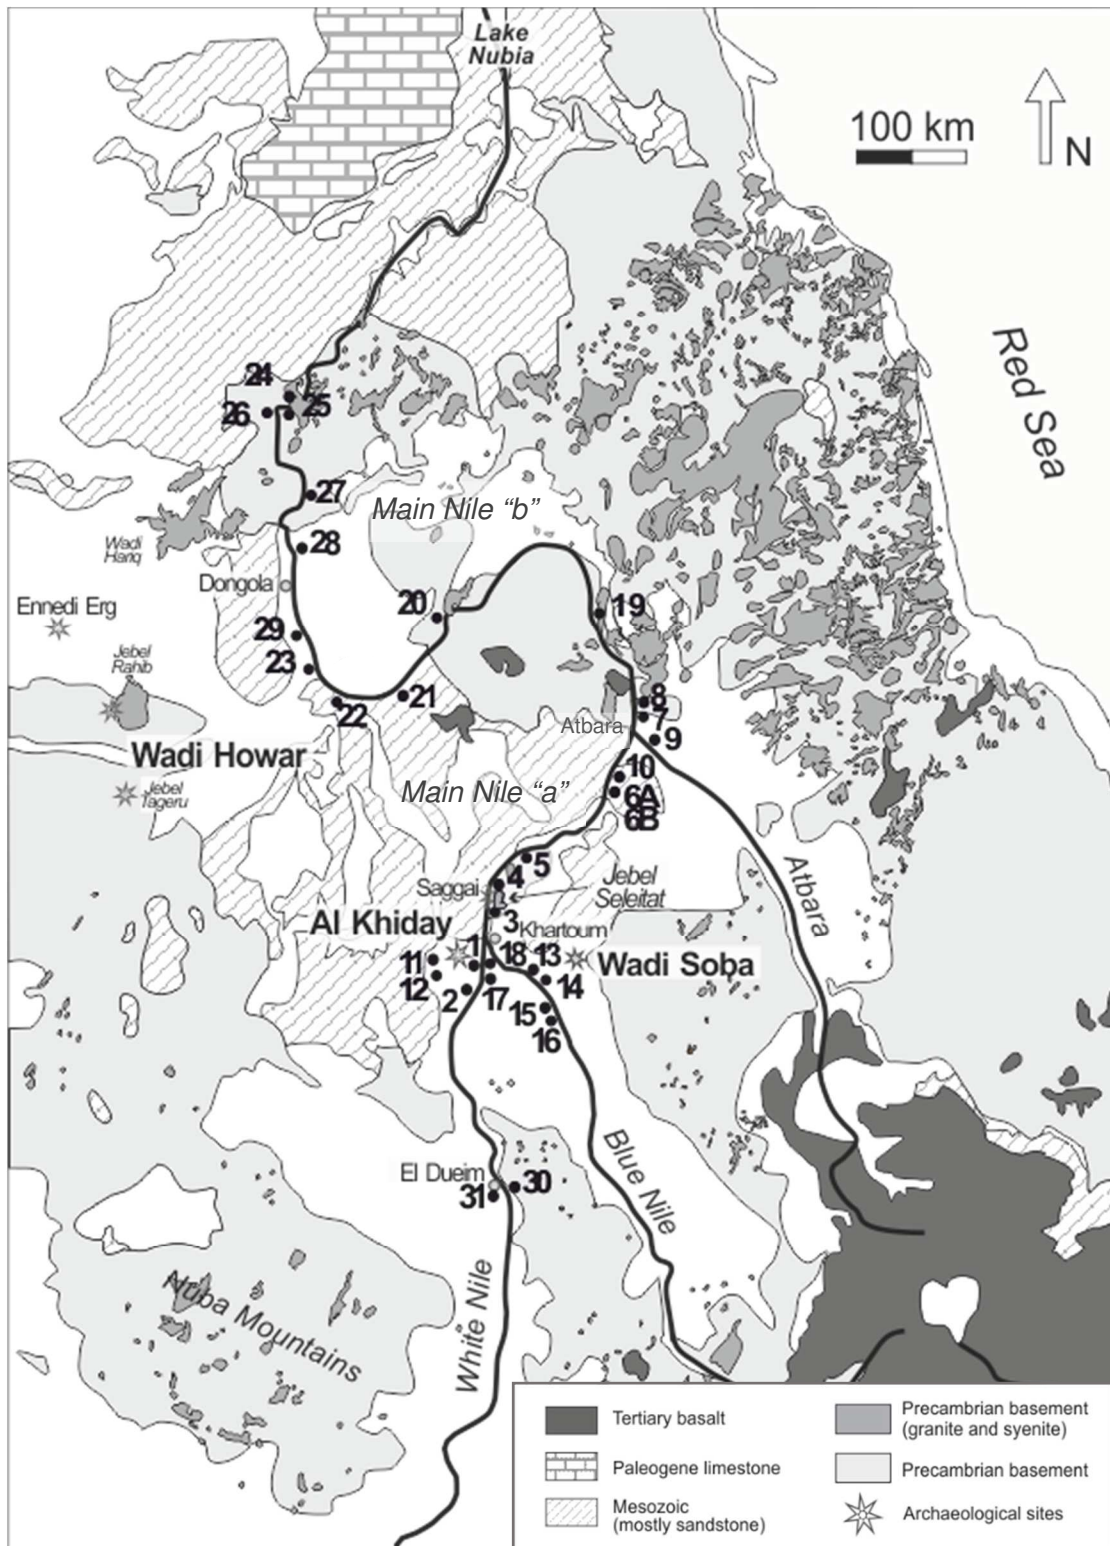 Lake
Nubia
100 km
N
Red Sea
24
26
25
27
Main Nile “b”
Wadi
Hariq
28
Dongola
Ennedi Erg
20
19
29
Jebel
Rahib
23
21
22
8
7
Atbara
9
Wadi Howar
10
Jebel
Tageru
Main Nile “a”
6A
6B
5
4
Saggai
Jebel
Seleitat
Atbara
3
Al Khiday
Khartoum
1
18
13
11
Wadi Soba
12
17
14
2
15
16
Blue Nile
El Dueim
30
31
Nuba Mountains
White Nile
Tertiary basalt
Paleogene limestone
Mesozoic
(mostly sandstone)
Precambrian basement
(granite and syenite)
Precambrian basement
Archaeological sites